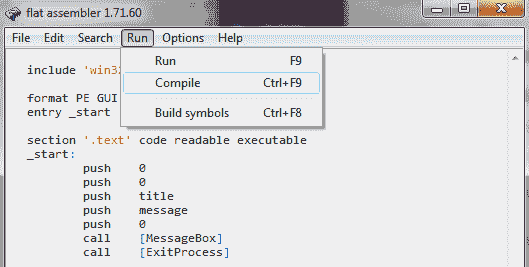 flat assembler 1.71.60
File Edit Search Run Options Help
Run F9
Compile Ctrl+F9
Build symbols Ctrl+F8
include 'win32
format PE GUI
entry _start
section '.text' code readable executable
_start:
push 0
push 0
push title
push message
push 0
call [MessageBox]
call [ExitProcess]